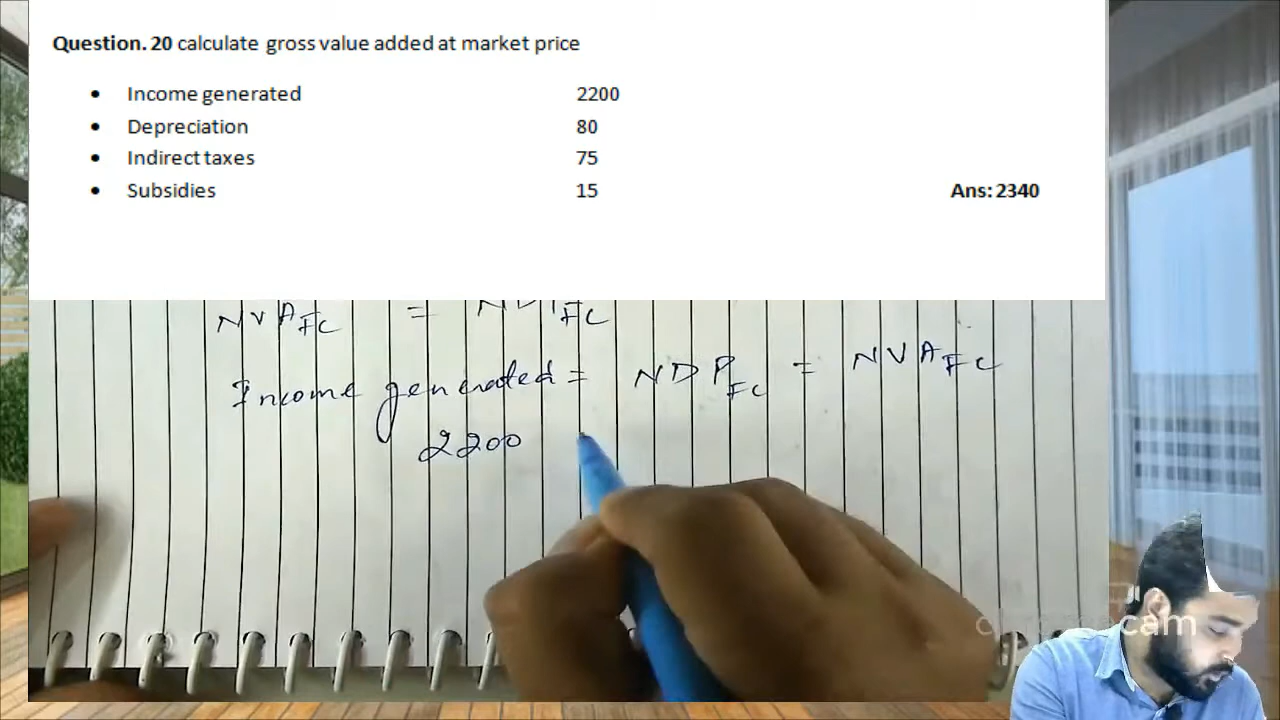 Question. 20 calculate gross value added at market price
• Income generated 2200
• Depreciation 80
• Indirect taxes 75
• Subsidies 15 Ans: 2340
NVA FC = NDP FC
Income generated = NDP FC = NVA FC
2200
cam